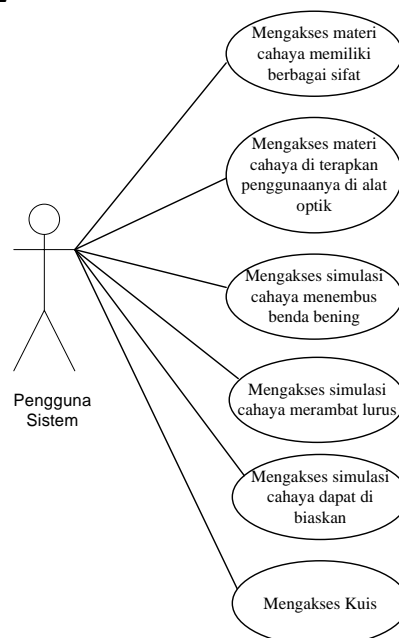 Mengakses materi
cahaya memiliki
berbagai sifat
Mengakses materi
cahaya di terapkan
penggunaanya di alat
optik
Mengakses simulasi
cahaya menembus
benda bening
Pengguna
Sistem
Mengakses simulasi
cahaya merambat lurus
Mengakses simulasi
cahaya dapat di
biaskan
Mengakses Kuis